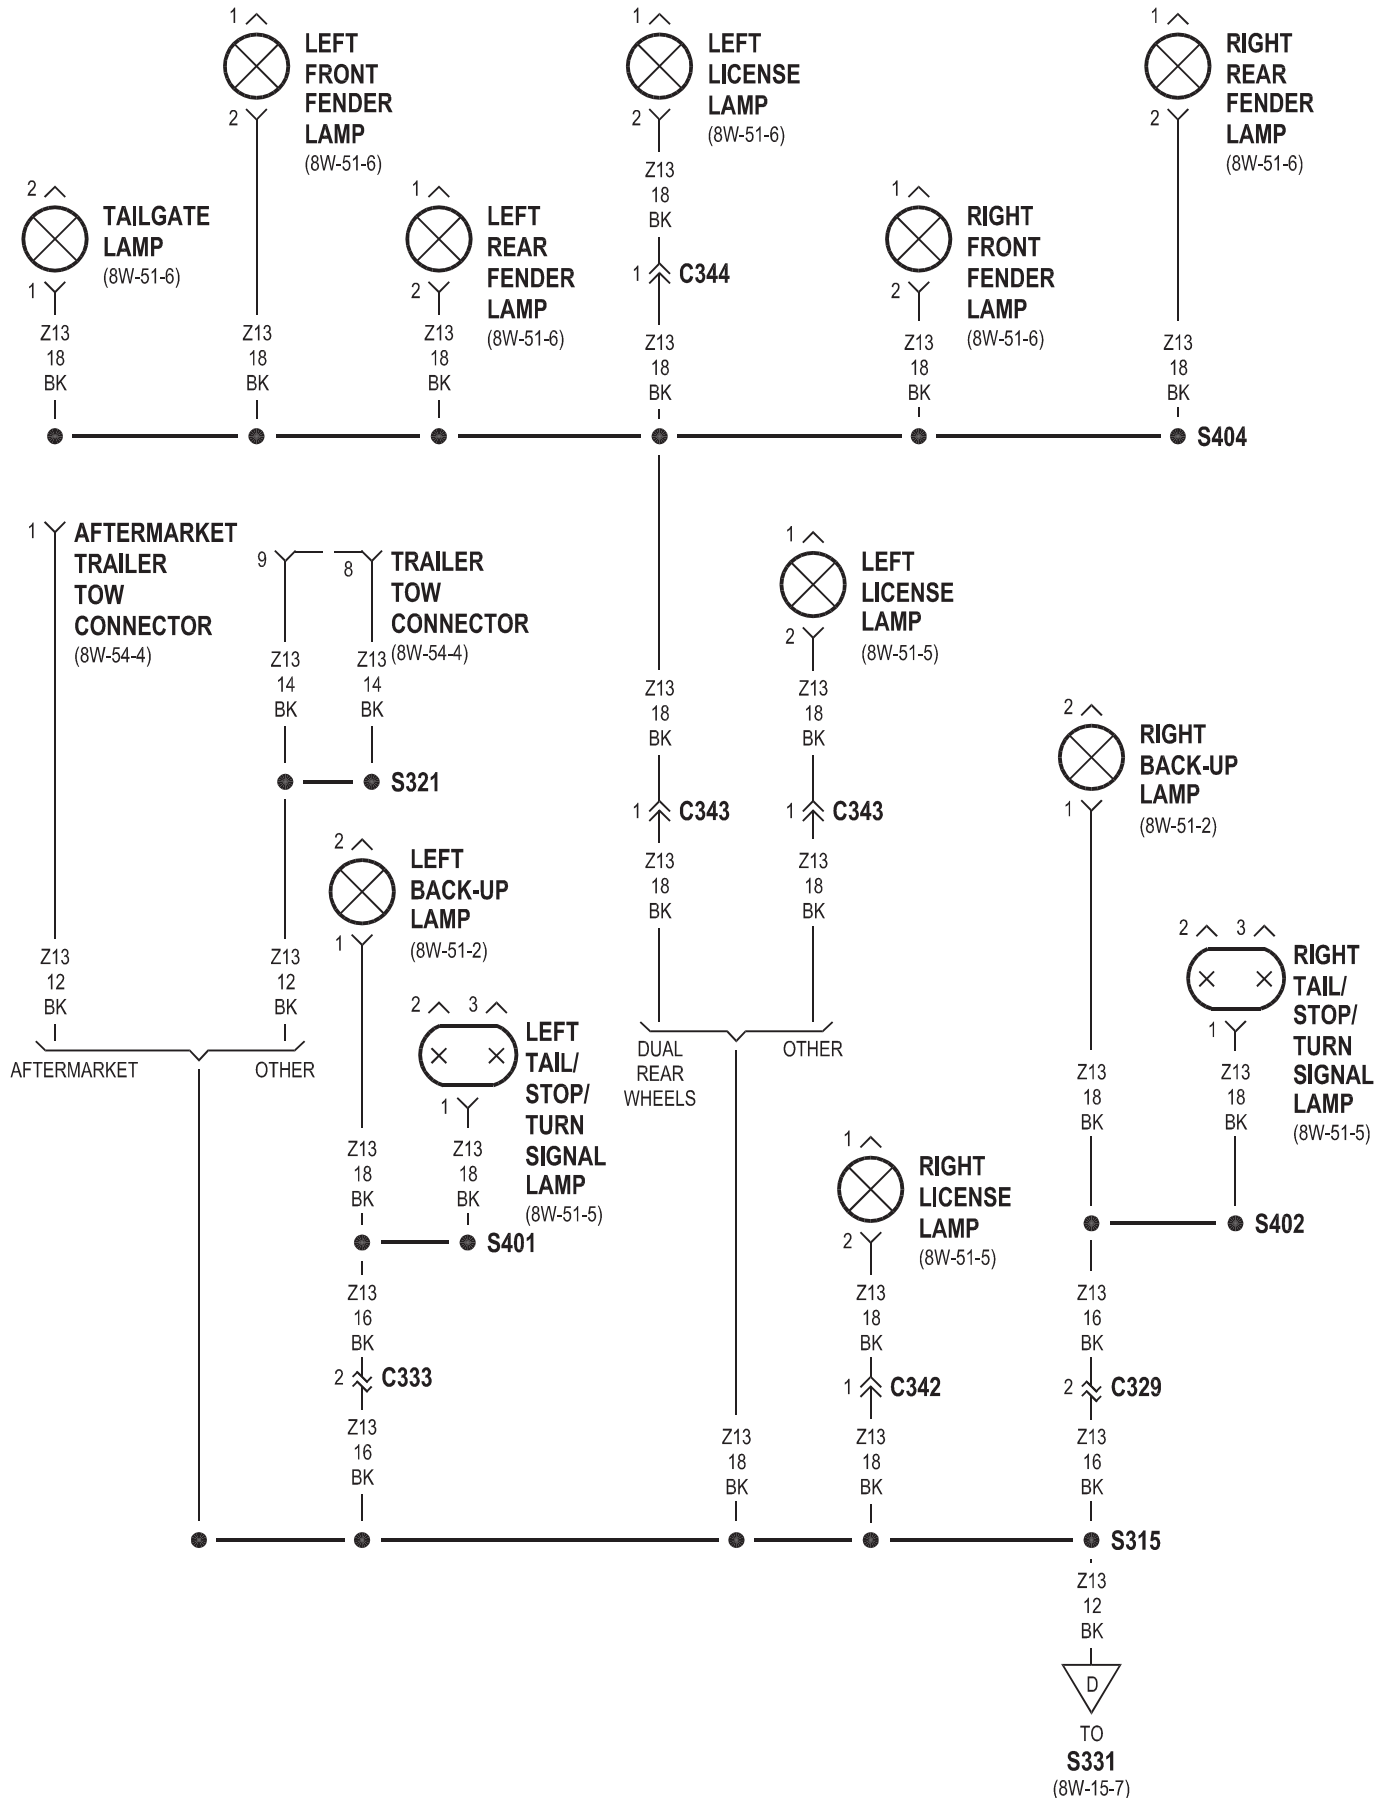 1
LEFT
FRONT
FENDER
LAMP
(8W-51-6)
2
1
LEFT
LICENSE
LAMP
(8W-51-6)
2
1
RIGHT
REAR
FENDER
LAMP
(8W-51-6)
2
2
TAILGATE
LAMP
(8W-51-6)
1
1
LEFT
REAR
FENDER
LAMP
(8W-51-6)
2
Z13
18
BK
1 C344
1
RIGHT
FRONT
FENDER
LAMP
(8W-51-6)
2
Z13
18
BK
Z13
18
BK
Z13
18
BK
Z13
18
BK
Z13
18
BK
Z13
18
BK
S404
1 AFTERMARKET
TRAILER
TOW
CONNECTOR
(8W-54-4)
9
8
TRAILER
TOW
CONNECTOR
(8W-54-4)
Z13
14
BK
Z13
14
BK
S321
1
LEFT
LICENSE
LAMP
(8W-51-5)
2
Z13
18
BK
Z13
18
BK
1 C343
1 C343
Z13
18
BK
Z13
18
BK
2
RIGHT
BACK-UP
LAMP
(8W-51-2)
1
2
LEFT
BACK-UP
LAMP
(8W-51-2)
1
Z13
12
BK
Z13
12
BK
AFTERMARKET
OTHER
2 3
LEFT
TAIL/
STOP/
TURN
SIGNAL
LAMP
(8W-51-5)
1
DUAL
REAR
WHEELS
OTHER
2 3
RIGHT
TAIL/
STOP/
TURN
SIGNAL
LAMP
(8W-51-5)
1
Z13
18
BK
Z13
18
BK
Z13
18
BK
Z13
18
BK
S401
1
RIGHT
LICENSE
LAMP
(8W-51-5)
2
S402
Z13
16
BK
Z13
18
BK
Z13
16
BK
2 C333
1 C342
2 C329
Z13
16
BK
Z13
18
BK
Z13
18
BK
Z13
16
BK
S315
Z13
12
BK
D
TO
S331
(8W-15-7)